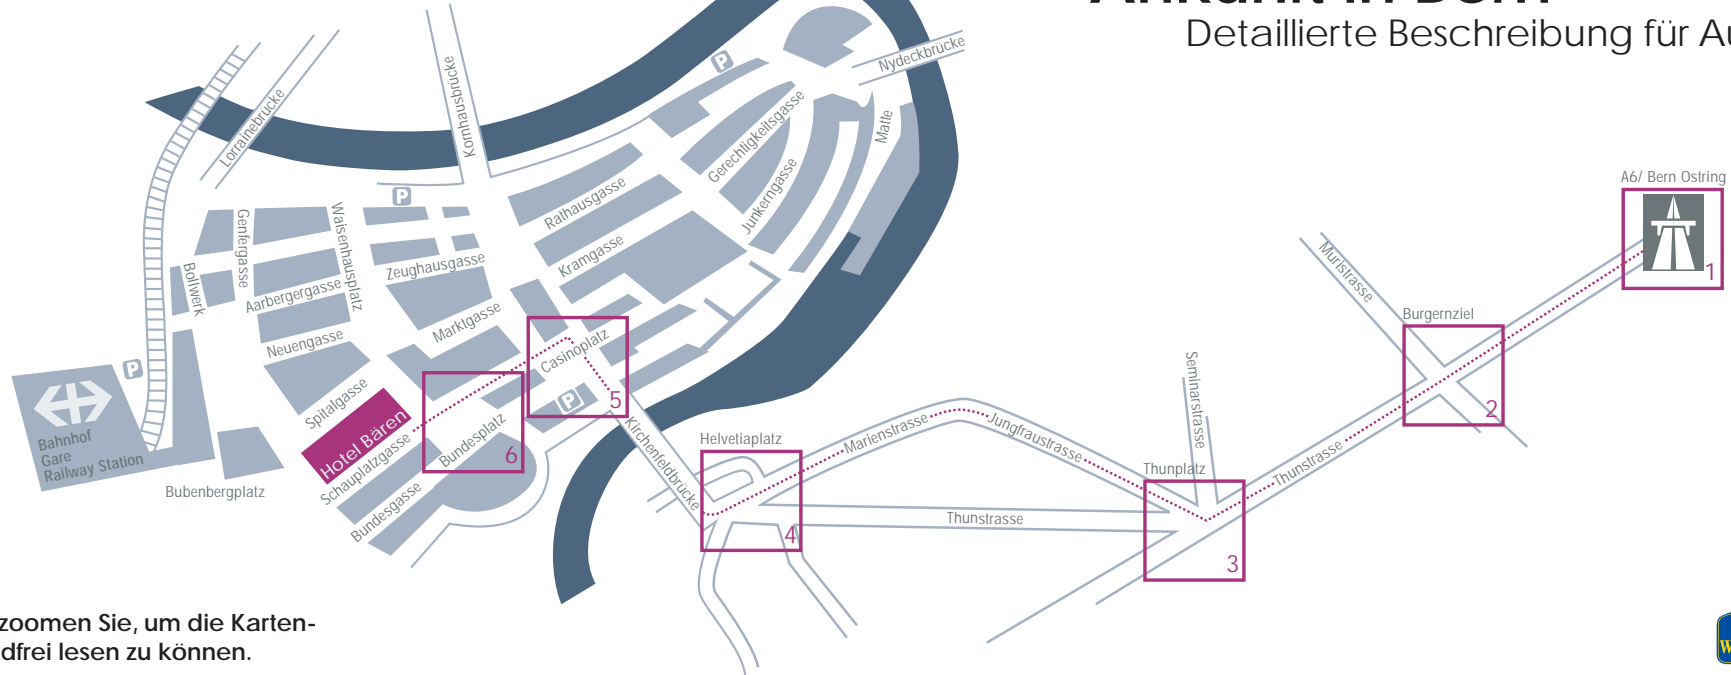 Ankunft in Bern
Detaillierte Beschreibung für Au
Nydeckbrücke
P
Kornhausbrücke
Lorrainebrücke
Matte
Gerechtigkeitsgasse
Junkerngasse
A6/ Bern Ostring
1
P
Rathausgasse
Kramgasse
Genfergasse
Waisenhausplatz
Zeughausgasse
Bollwerk
Aarbergergasse
Neuengasse
Marktgasse
Muristrasse
Burgernziel
2
Casinoplatz
P
5
P
Spitalgasse
Hotel Bären
Seminarstrasse
Bahnhof
Gare
Railway Station
Schauplatzgasse
Bundesplatz
6
Kirchenfeldbrücke
Helvetiaplatz
Marienstrasse
Jungfraustrasse
Thunplatz
Thunstrasse
Bubenbergplatz
Bundesgasse
Thunstrasse
4
3
zoomen Sie, um die Karten-
dfrei lesen zu können.
W